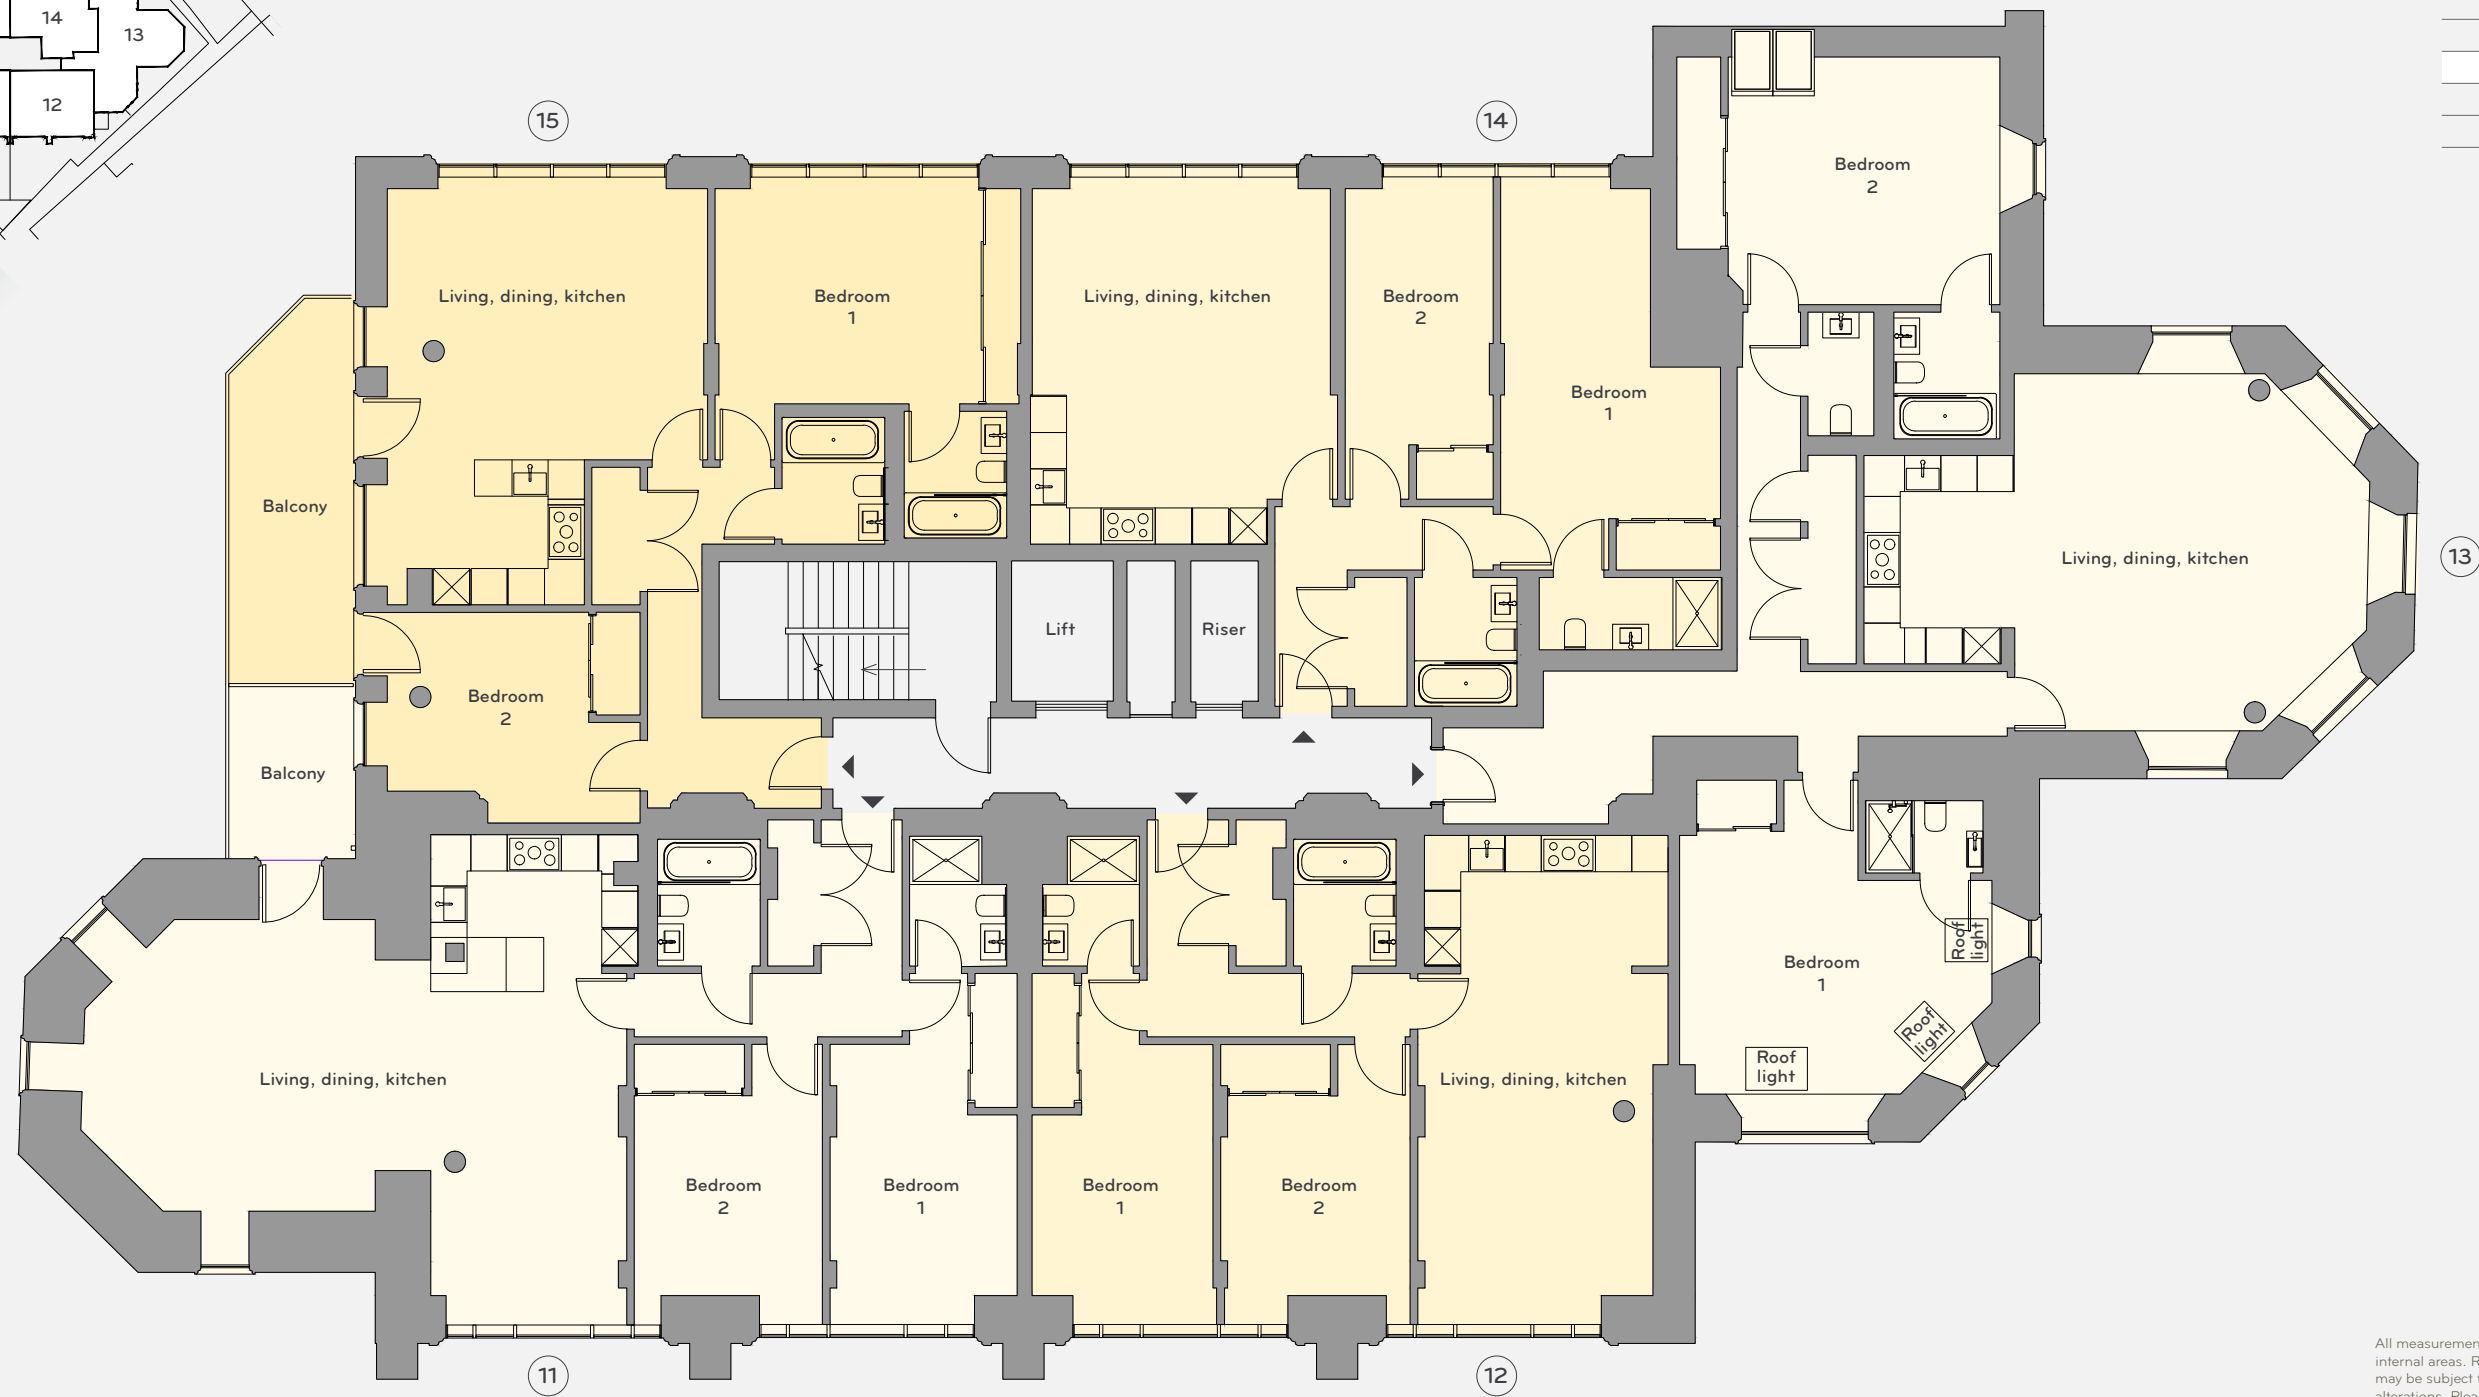 14
13
12
15
14
Bedroom
2
Living, dining, kitchen
Bedroom
1
Living, dining, kitchen
Bedroom
2
Bedroom
1
Balcony
Living, dining, kitchen
13
Lift
Riser
Bedroom
2
Balcony
Roof
light
Bedroom
1
Roof
light
Roof
light
Living, dining, kitchen
Living, dining, kitchen
Bedroom
2
Bedroom
1
Bedroom
1
Bedroom
2
11
12
All measuremen
internal areas. R
may be subject
alterations. Plea